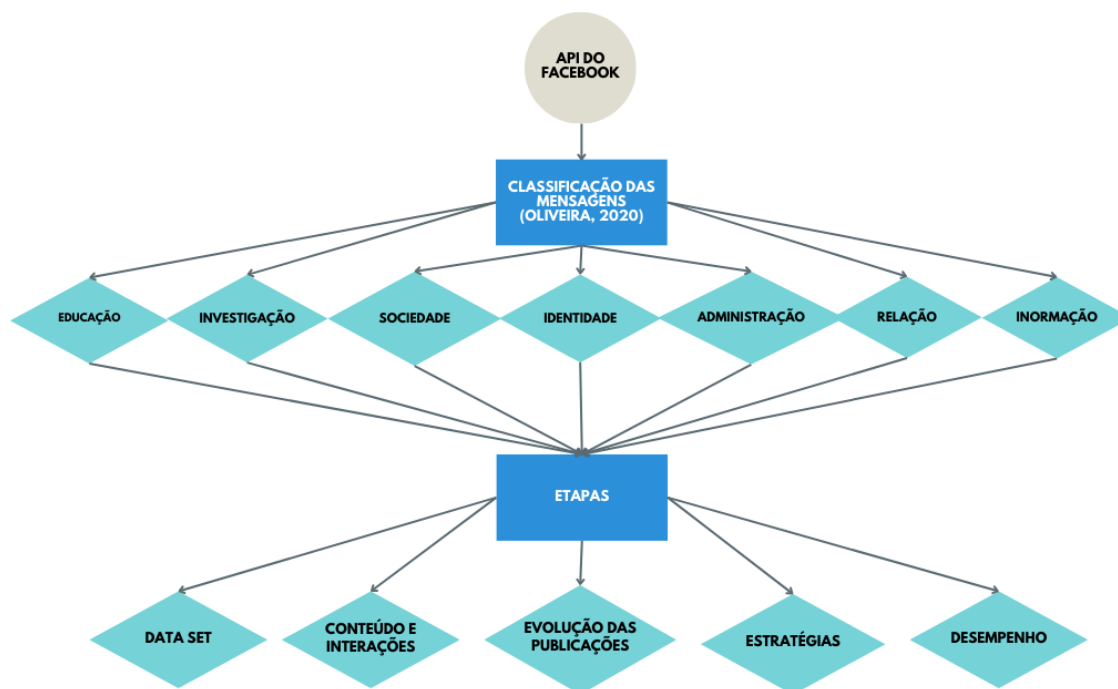 API DO
FACEBOOK
CLASSIFICAÇÃO DAS
MENSAGENS
(OLIVEIRA, 2020)
EDUCAÇÃO
INVESTIGAÇÃO
SOCIEDADE
IDENTIDADE
ADMINISTRAÇÃO
RELAÇÃO
INORMAÇÃO
ETAPAS
DATA SET
CONTEÚDO E
INTERAÇÕES
EVOLUÇÃO DAS
PUBLICAÇÕES
ESTRATÉGIAS
DESEMPENHO